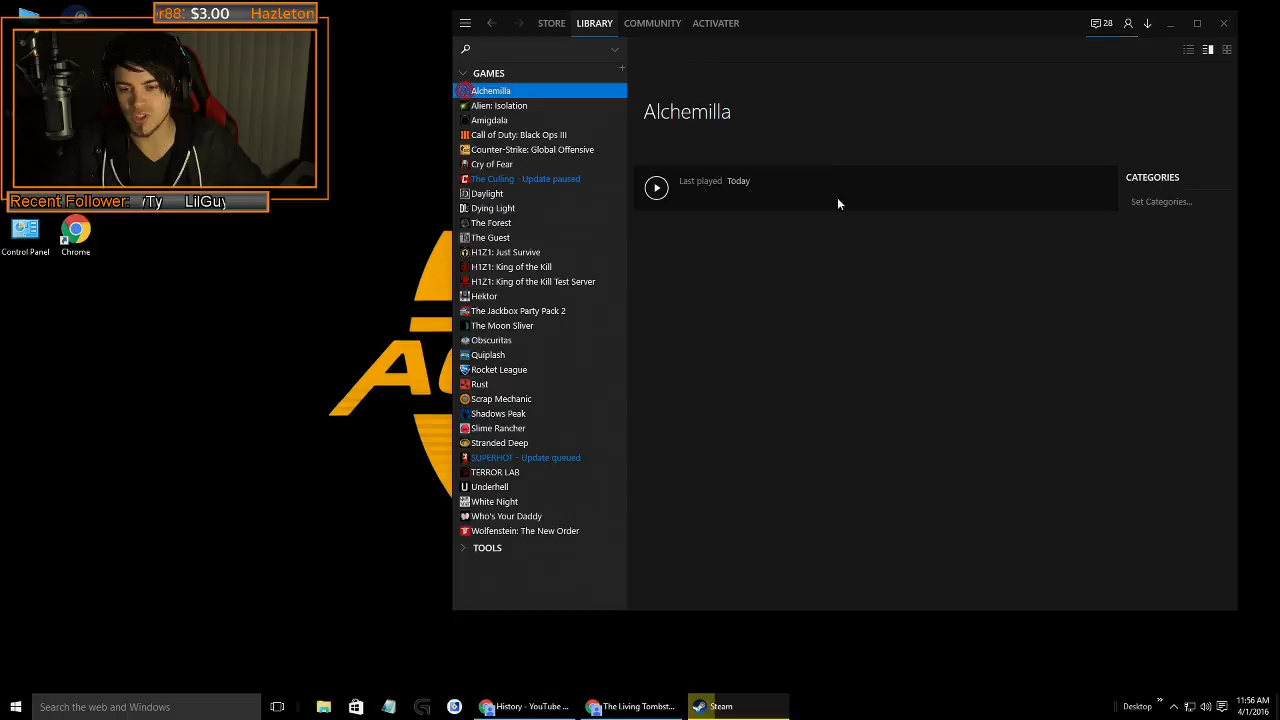 r88: $3.00 Hazleton
Recent Follower: /Ty LilGuy
Control Panel
Chrome
STORE
LIBRARY
COMMUNITY
ACTIVATER
28
GAMES
Alchemilla
Alien: Isolation
Amigdala
Call of Duty: Black Ops III
Counter-Strike: Global Offensive
Cry of Fear
The Culling - Update paused
Daylight
Dying Light
The Forest
The Guest
H1Z1: Just Survive
H1Z1: King of the Kill
H1Z1: King of the Kill Test Server
Hektor
The Jackbox Party Pack 2
The Moon Sliver
Obscuritas
Quiplash
Rocket League
Rust
Scrap Mechanic
Shadows Peak
Slime Rancher
Stranded Deep
SUPERHOT - Update queued
TERROR LAB
Underhell
White Night
Who's Your Daddy
Wolfenstein: The New Order
TOOLS
Alchemilla
Last played Today
CATEGORIES
Set Categories...
Search the web and Windows
History - YouTube ...
The Living Tombst...
Steam
Desktop
11:56 AM
4/1/2016